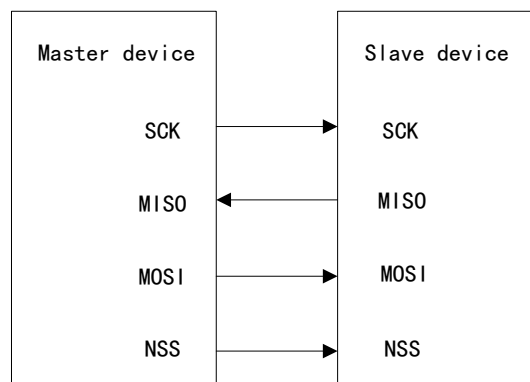 Master device Slave device
SCK SCK
MISO MISO
MOSI MOSI
NSS NSS